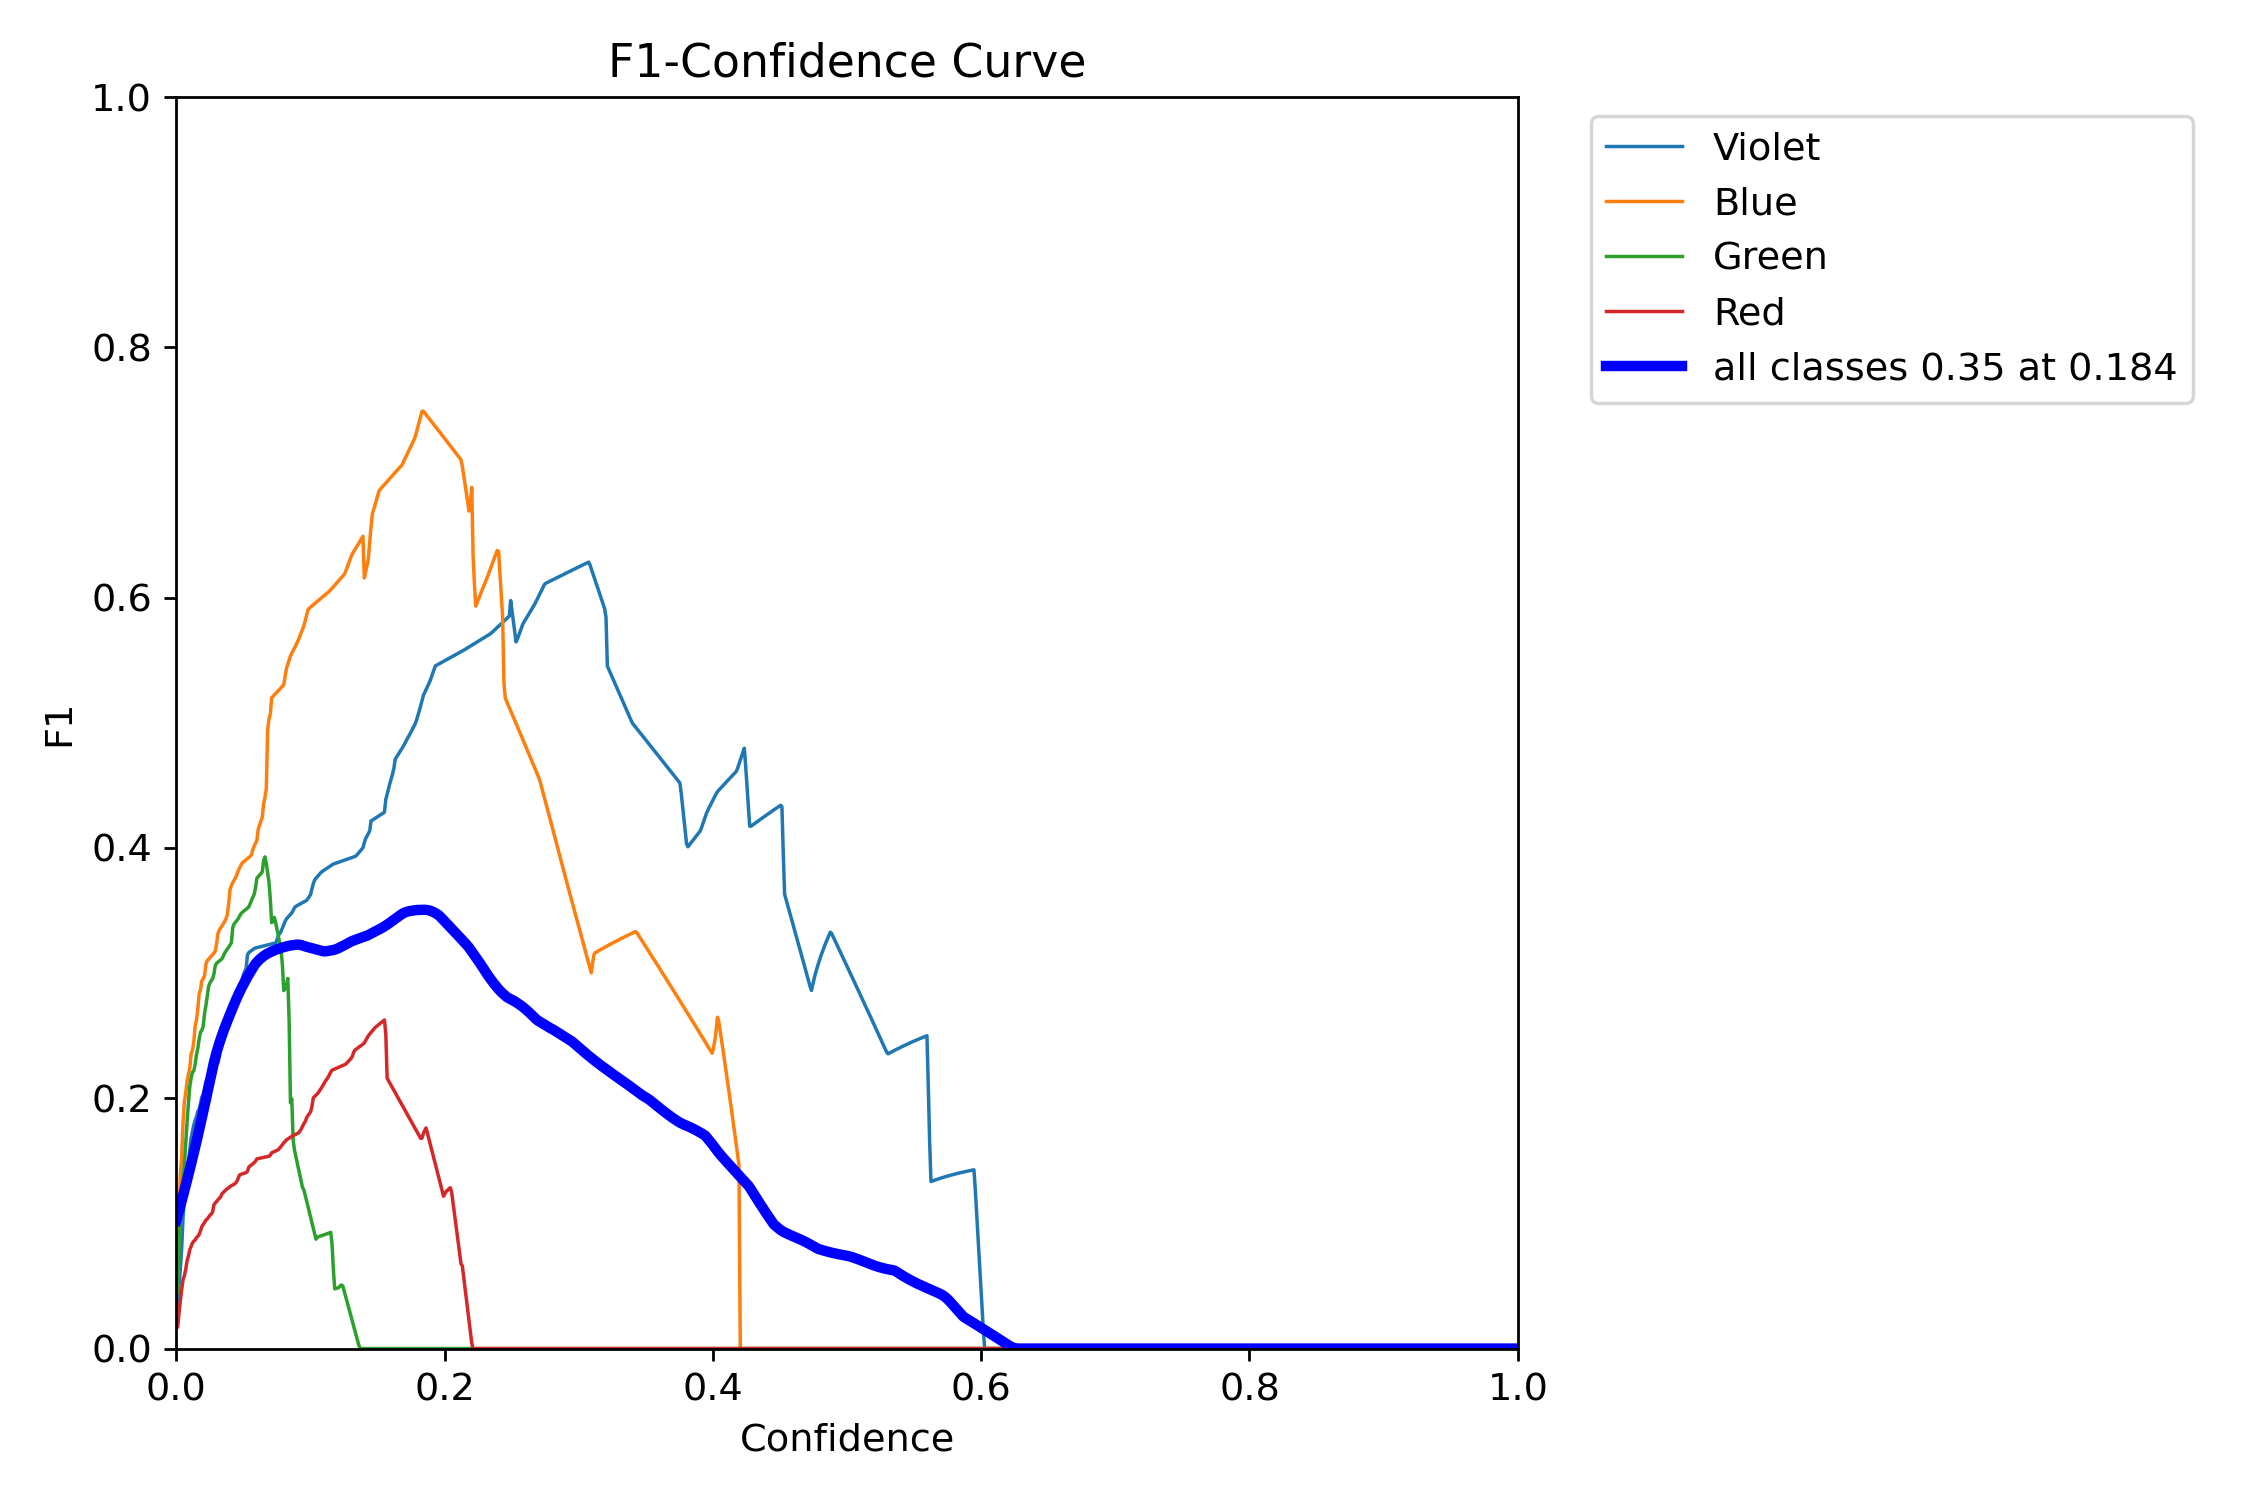 F1-Confidence Curve
1.0
0.8
0.6
0.4
0.2
0.0
F1
0.0 0.2 0.4 0.6 0.8 1.0
Confidence
Violet
Blue
Green
Red
all classes 0.35 at 0.184